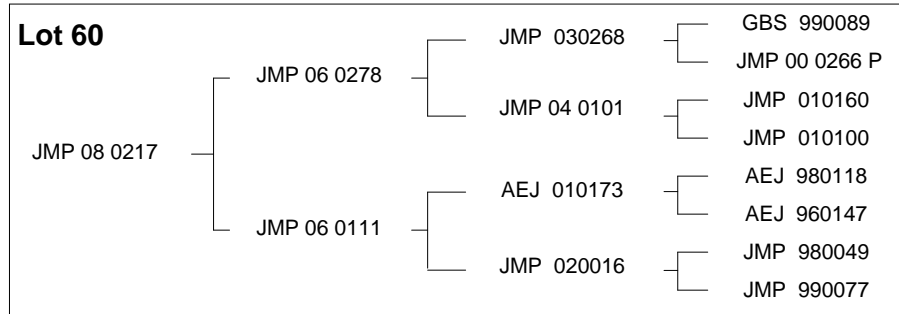 Lot 60
GBS 990089
JMP 030268
JMP 00 0266 P
JMP 06 0278
JMP 010160
JMP 04 0101
JMP 010100
JMP 08 0217
AEJ 980118
AEJ 010173
AEJ 960147
JMP 06 0111
JMP 980049
JMP 020016
JMP 990077